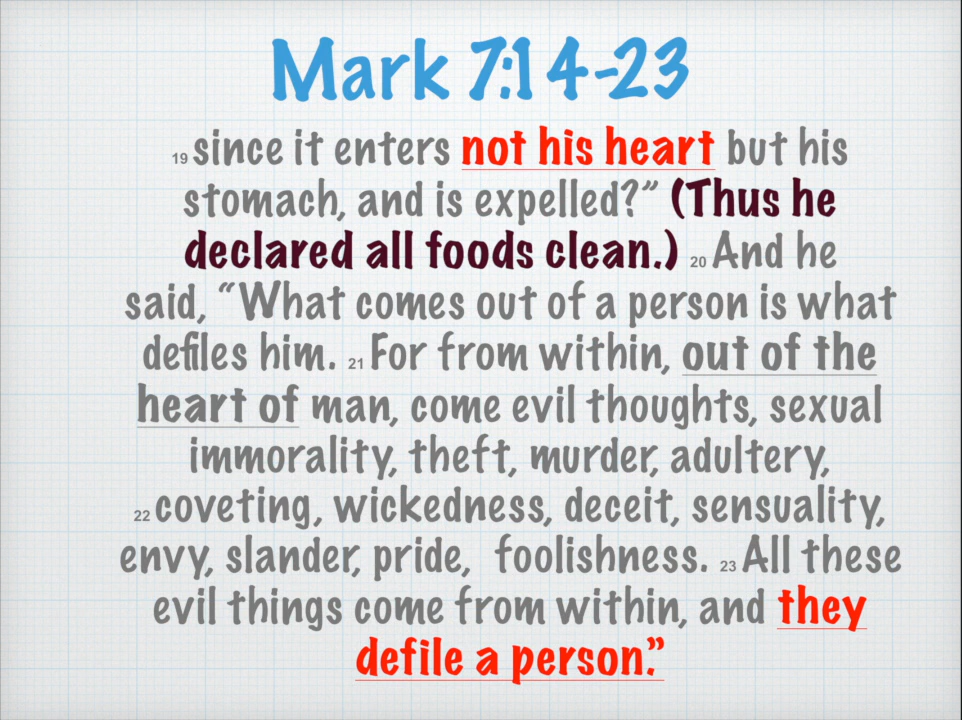 Mark 7:14-23
19 since it enters not his heart but his
stomach, and is expelled?” (Thus he
declared all foods clean.) 20 And he
said, “What comes out of a person is what
defiles him. 21 For from within, out of the
heart of man, come evil thoughts, sexual
immorality, theft, murder, adultery,
22 coveting, wickedness, deceit, sensuality,
envy, slander, pride, foolishness. 23 All these
evil things come from within, and they
defile a person.”